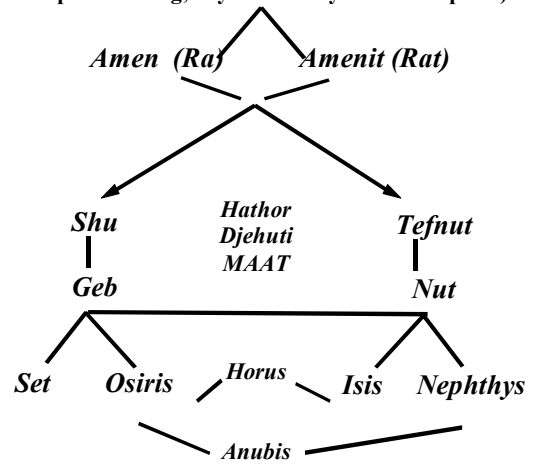 Amen (Ra) Amenit (Rat)
Shu Hathor Tefnut
Djehuti
MAAT
Geb Nut
Set Osiris Horus Isis Nephthys
Anubis